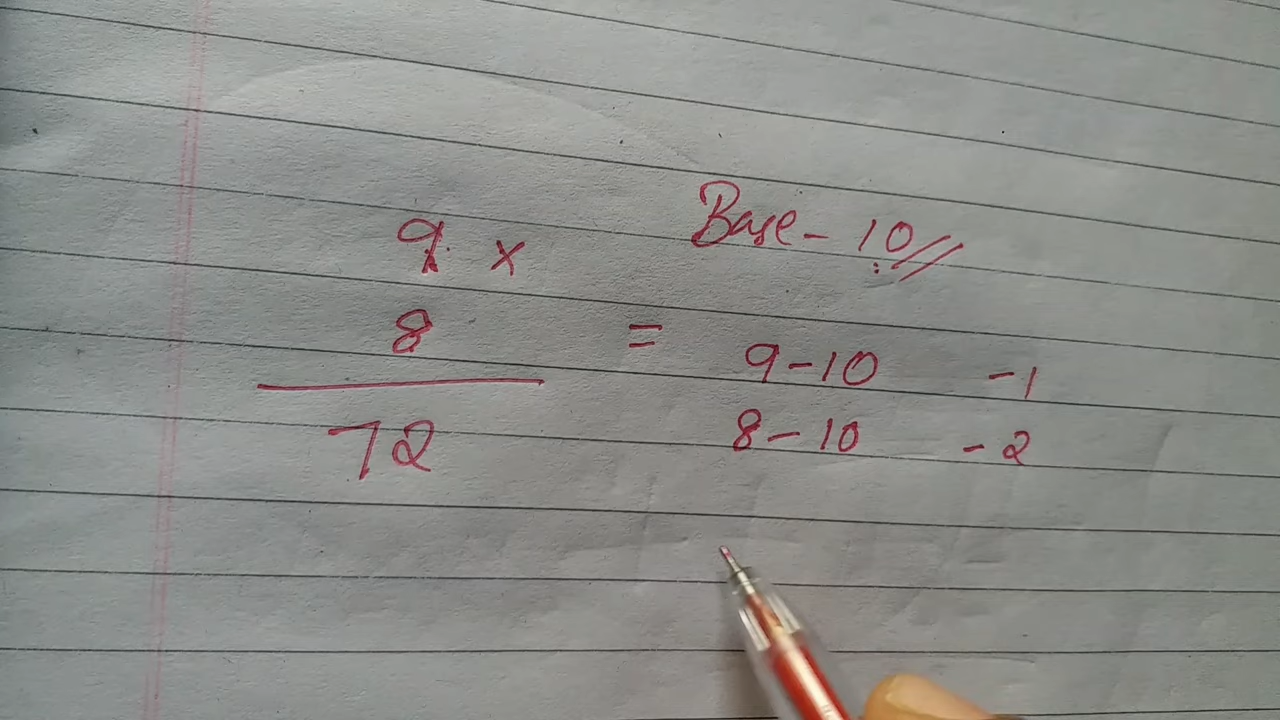 Base - 10
9 x
8 =
72
9 - 10 - 1
8 - 10 - 2